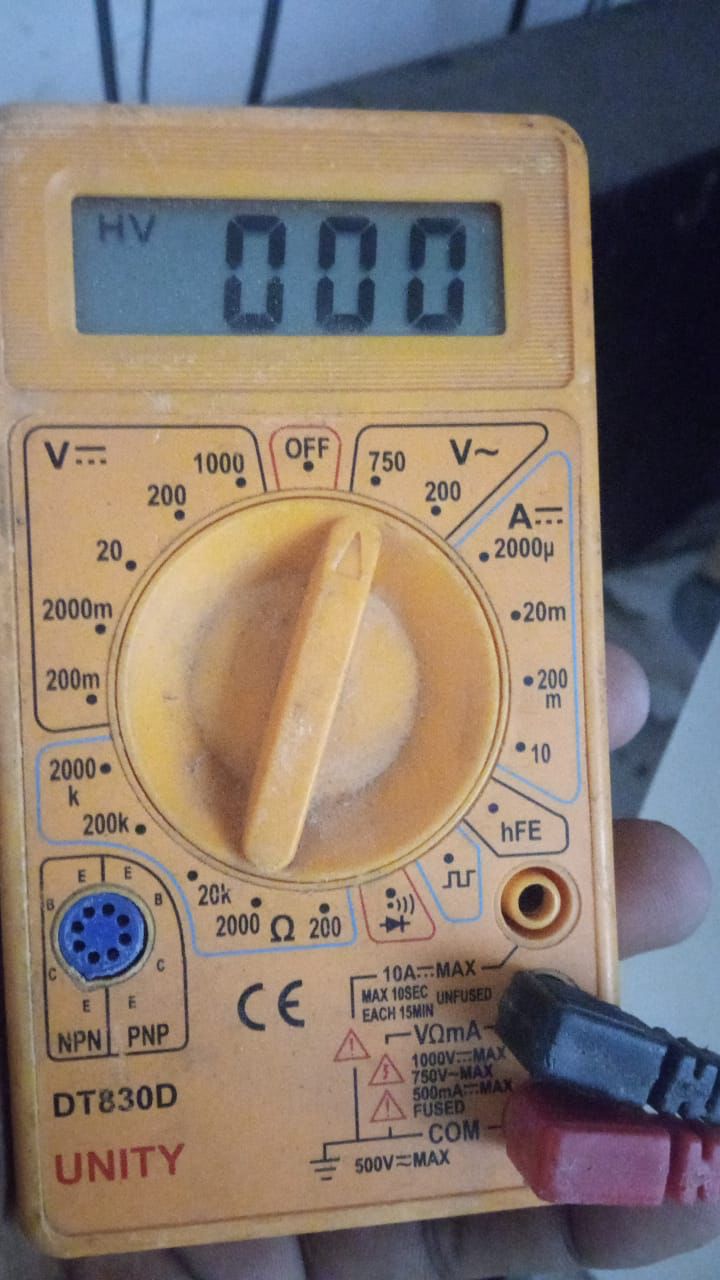 HV 000
V⎓
1000
OFF
750
V~
200
200
A⎓
20
2000µ
2000m
20m
200m
200
m
10
2000
k
200k
hFE
20k
2000 Ω 200
E E
B B
C C
E E
NPN PNP
10A⎓MAX
MAX 10SEC UNFUSED
EACH 15MIN
VΩmA
1000V⎓MAX
750V~MAX
500mA⎓MAX
FUSED
COM
500V≂MAX
CE
DT830D
UNITY